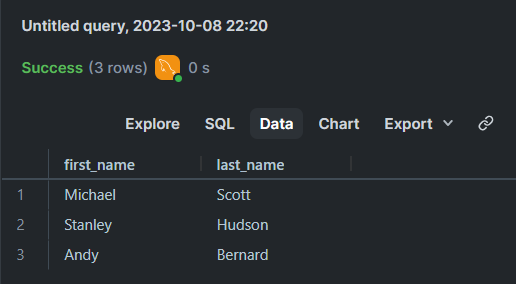 Untitled query, 2023-10-08 22:20
Success (3 rows) 0 s
Explore SQL Data Chart Export
first_name last_name
1 Michael Scott
2 Stanley Hudson
3 Andy Bernard